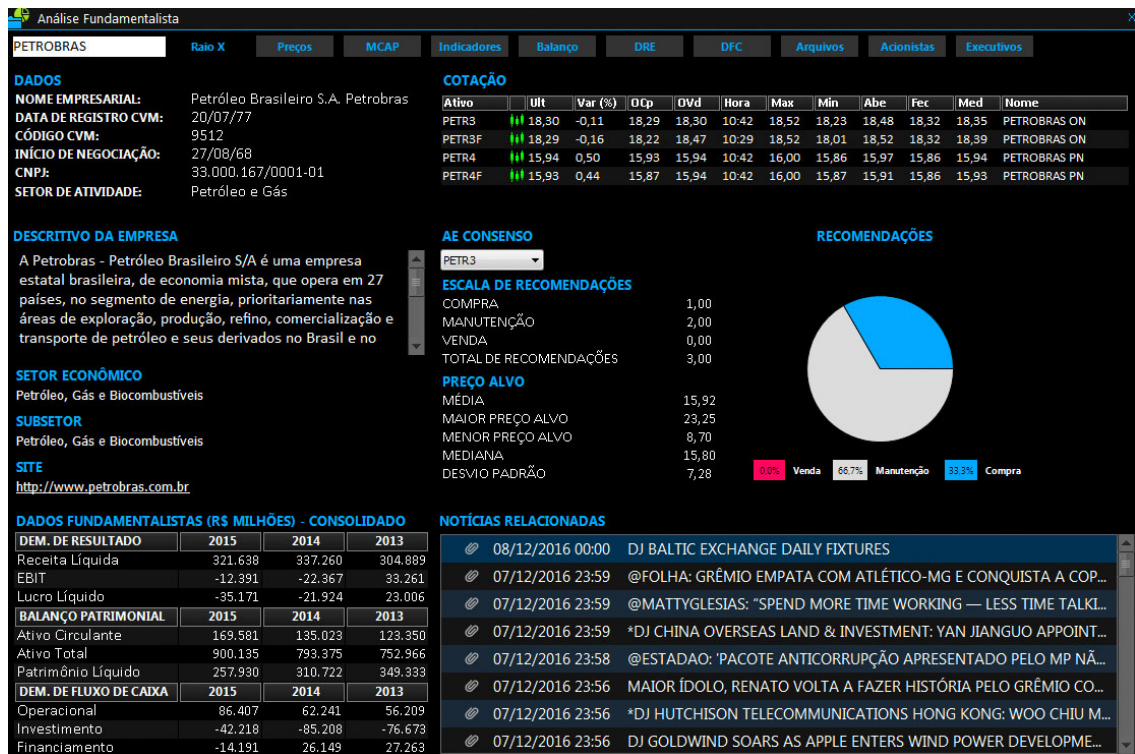 Análise Fundamentalista
PETROBRAS Raio X Preços MCAP Indicadores Balanço DRE DFC Arquivos Acionistas Executivos
DADOS
NOME EMPRESARIAL: Petróleo Brasileiro S.A. Petrobras
DATA DE REGISTRO CVM: 20/07/77
CÓDIGO CVM: 9512
INÍCIO DE NEGOCIAÇÃO: 27/08/68
CNPJ: 33.000.167/0001-01
SETOR DE ATIVIDADE: Petróleo e Gás
COTAÇÃO
Ativo Ult Var (%) OCp OVd Hora Max Min Abe Fec Med Nome
PETR3 18,30 -0,11 18,29 18,30 10:42 18,52 18,23 18,48 18,32 18,35 PETROBRAS ON
PETR3F 18,29 -0,16 18,22 18,47 10:29 18,52 18,01 18,52 18,32 18,39 PETROBRAS ON
PETR4 15,94 0,50 15,93 15,94 10:42 16,00 15,86 15,97 15,86 15,94 PETROBRAS PN
PETR4F 15,93 0,44 15,87 15,94 10:42 16,00 15,87 15,91 15,86 15,93 PETROBRAS PN
DESCRITIVO DA EMPRESA
A Petrobras - Petróleo Brasileiro S/A é uma empresa
estatal brasileira, de economia mista, que opera em 27
países, no segmento de energia, prioritariamente nas
áreas de exploração, produção, refino, comercialização e
transporte de petróleo e seus derivados no Brasil e no
SETOR ECONÔMICO
Petróleo, Gás e Biocombustíveis
SUBSETOR
Petróleo, Gás e Biocombustíveis
SITE
http://www.petrobras.com.br
AE CONSENSO
PETR3
ESCALA DE RECOMENDAÇÕES
COMPRA 1,00
MANUTENÇÃO 2,00
VENDA 0,00
TOTAL DE RECOMENDAÇÕES 3,00
PREÇO ALVO
MÉDIA 15,92
MAIOR PREÇO ALVO 23,25
MENOR PREÇO ALVO 8,70
MEDIANA 15,80
DESVIO PADRÃO 7,28
RECOMENDAÇÕES
0,0% Venda 66,7% Manutenção 33,3% Compra
DADOS FUNDAMENTALISTAS (R$ MILHÕES) - CONSOLIDADO
DEM. DE RESULTADO 2015 2014 2013
Receita Líquida 321.638 337.260 304.889
EBIT -12.391 -22.367 33.261
Lucro Líquido -35.171 -21.924 23.006
BALANÇO PATRIMONIAL 2015 2014 2013
Ativo Circulante 169.581 135.023 123.350
Ativo Total 900.135 793.375 752.966
Patrimônio Líquido 257.930 310.722 349.333
DEM. DE FLUXO DE CAIXA 2015 2014 2013
Operacional 86.407 62.241 56.209
Investimento -42.218 -85.208 -76.673
Financiamento -14.191 26.149 27.263
NOTÍCIAS RELACIONADAS
08/12/2016 00:00 DJ BALTIC EXCHANGE DAILY FIXTURES
07/12/2016 23:59 @FOLHA: GRÊMIO EMPATA COM ATLÉTICO-MG E CONQUISTA A COP...
07/12/2016 23:59 @MATTYGLESIAS: “SPEND MORE TIME WORKING — LESS TIME TALKI...
07/12/2016 23:59 *DJ CHINA OVERSEAS LAND & INVESTMENT: YAN JIANGUO APPOINT...
07/12/2016 23:58 @ESTADAO: 'PACOTE ANTICORRUPÇÃO APRESENTADO PELO MP NÃ...
07/12/2016 23:56 MAIOR ÍDOLO, RENATO VOLTA A FAZER HISTÓRIA PELO GRÊMIO CO...
07/12/2016 23:56 *DJ HUTCHISON TELECOMMUNICATIONS HONG KONG: WOO CHIU M...
07/12/2016 23:56 DJ GOLDWIND SOARS AS APPLE ENTERS WIND POWER DEVELOPME...